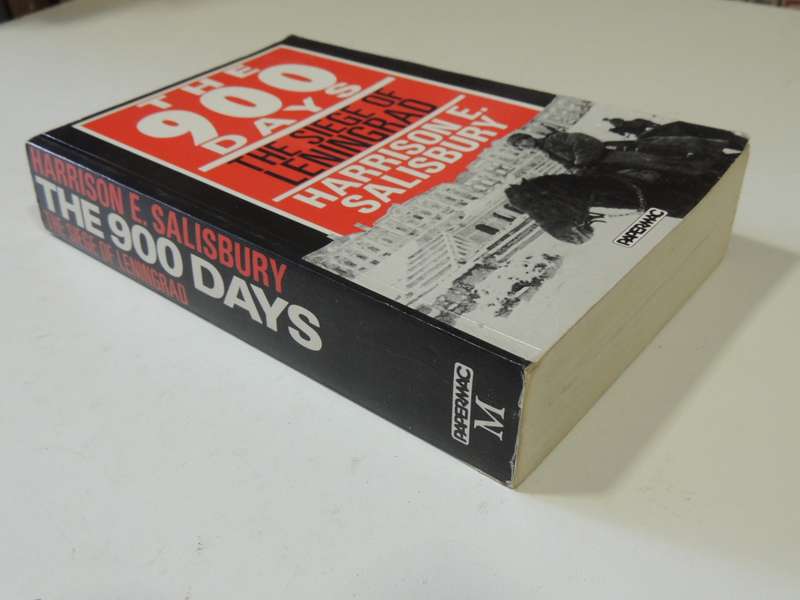 THE
900
DAYS
THE SIEGE OF
LENINGRAD
HARRISON E.
SALISBURY
PAPERMAC
HARRISON E. SALISBURY
THE 900 DAYS
THE SIEGE OF LENINGRAD
PAPERMAC
M